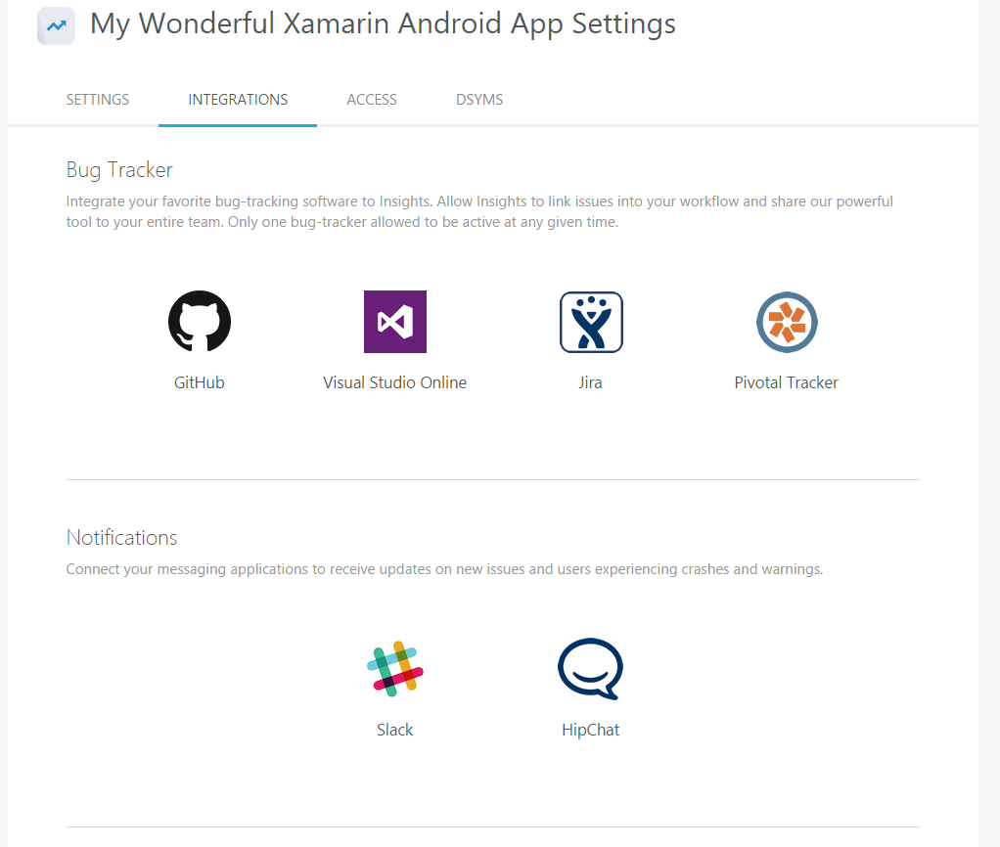 My Wonderful Xamarin Android App Settings
SETTINGS INTEGRATIONS ACCESS DSYMS
Bug Tracker
Integrate your favorite bug-tracking software to Insights. Allow Insights to link issues into your workflow and share our powerful
tool to your entire team. Only one bug-tracker allowed to be active at any given time.
GitHub Visual Studio Online Jira Pivotal Tracker
Notifications
Connect your messaging applications to receive updates on new issues and users experiencing crashes and warnings.
Slack HipChat